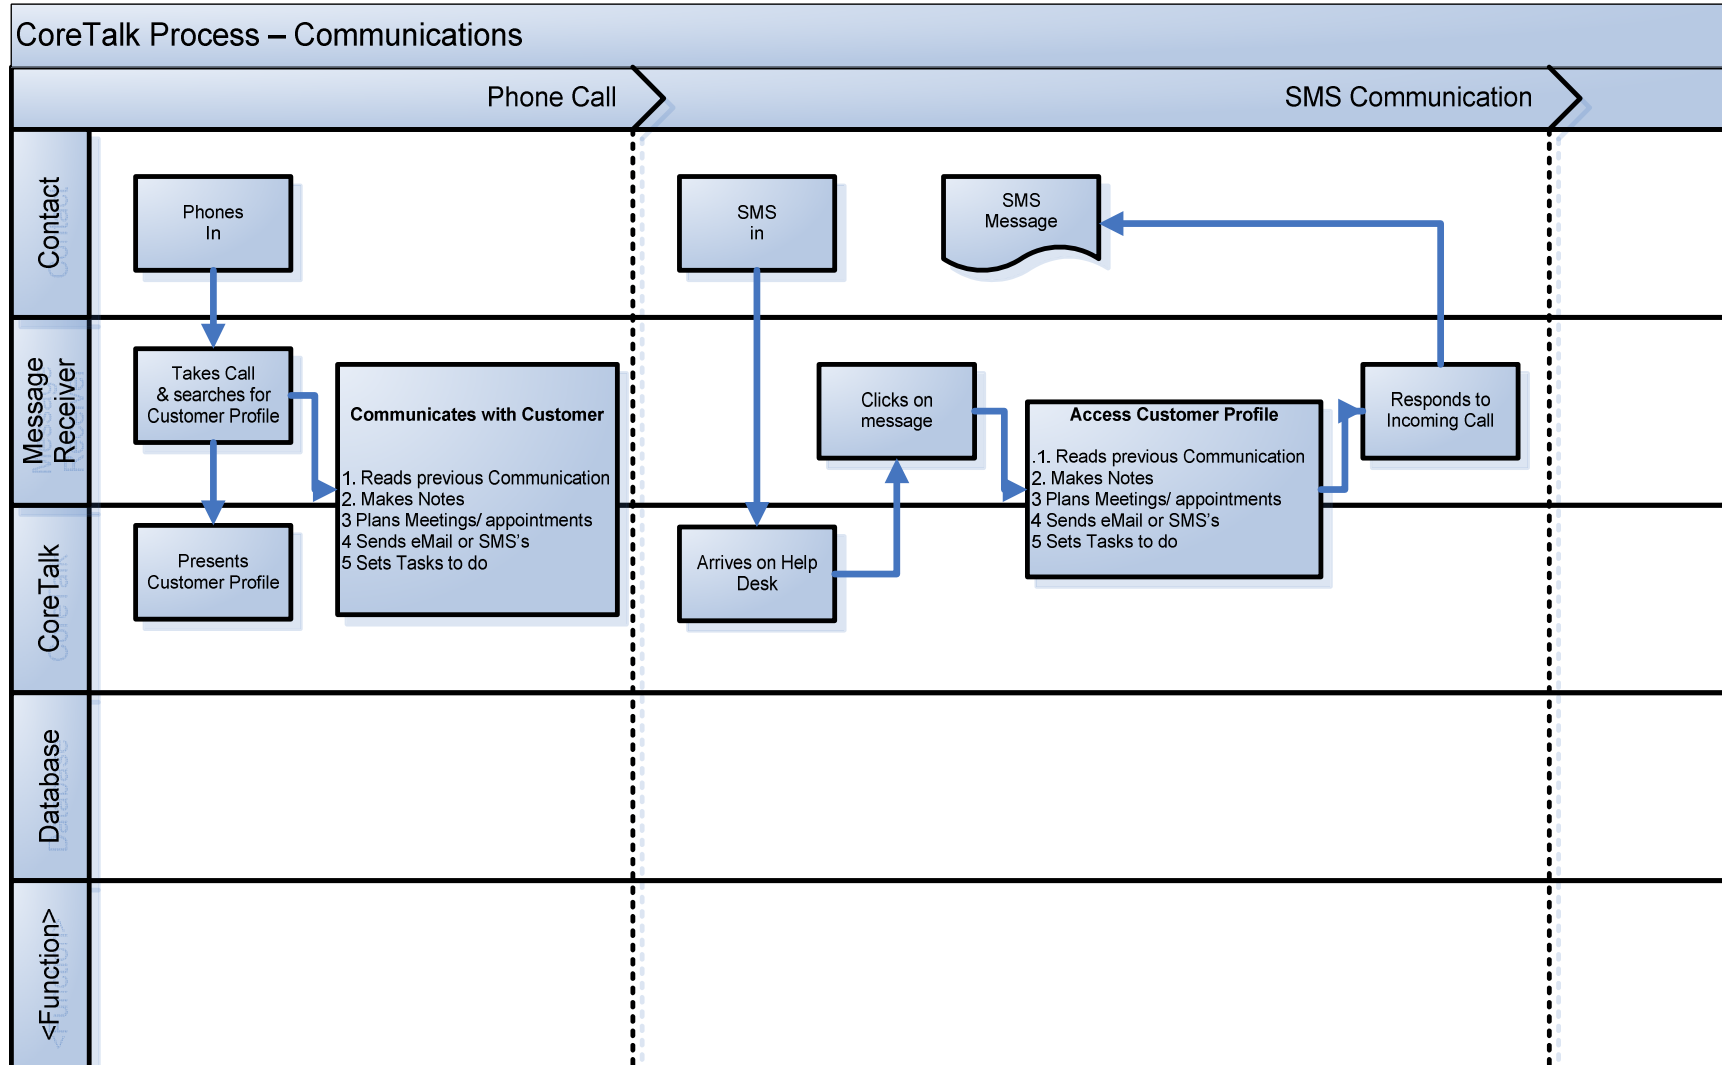 CoreTalk Process – Communications
Phone Call
SMS Communication
Contact
Phones
In
SMS
in
SMS
Message
Message
Receiver
Takes Call
& searches for
Customer Profile
Communicates with Customer
1. Reads previous Communication
2. Makes Notes
3 Plans Meetings/ appointments
4 Sends eMail or SMS's
5 Sets Tasks to do
Clicks on
message
Access Customer Profile
.1. Reads previous Communication
2. Makes Notes
3 Plans Meetings/ appointments
4 Sends eMail or SMS's
5 Sets Tasks to do
Responds to
Incoming Call
CoreTalk
Presents
Customer Profile
Arrives on Help
Desk
Database
<Function>